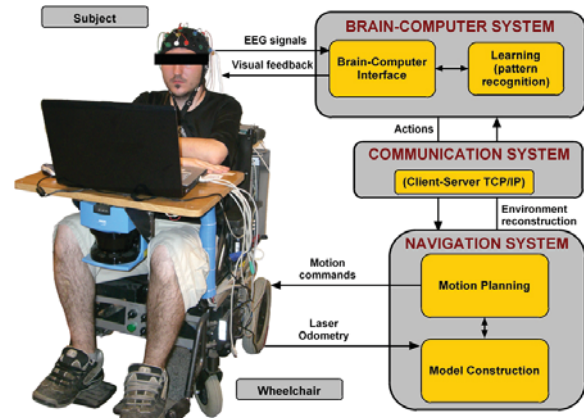 Subject
BRAIN-COMPUTER SYSTEM
EEG signals
Visual feedback
Brain-Computer
Interface
Learning
(pattern
recognition)
Actions
COMMUNICATION SYSTEM
(Client-Server TCP/IP)
Environment
reconstruction
NAVIGATION SYSTEM
Motion
commands
Motion Planning
Laser
Odometry
Model Construction
Wheelchair